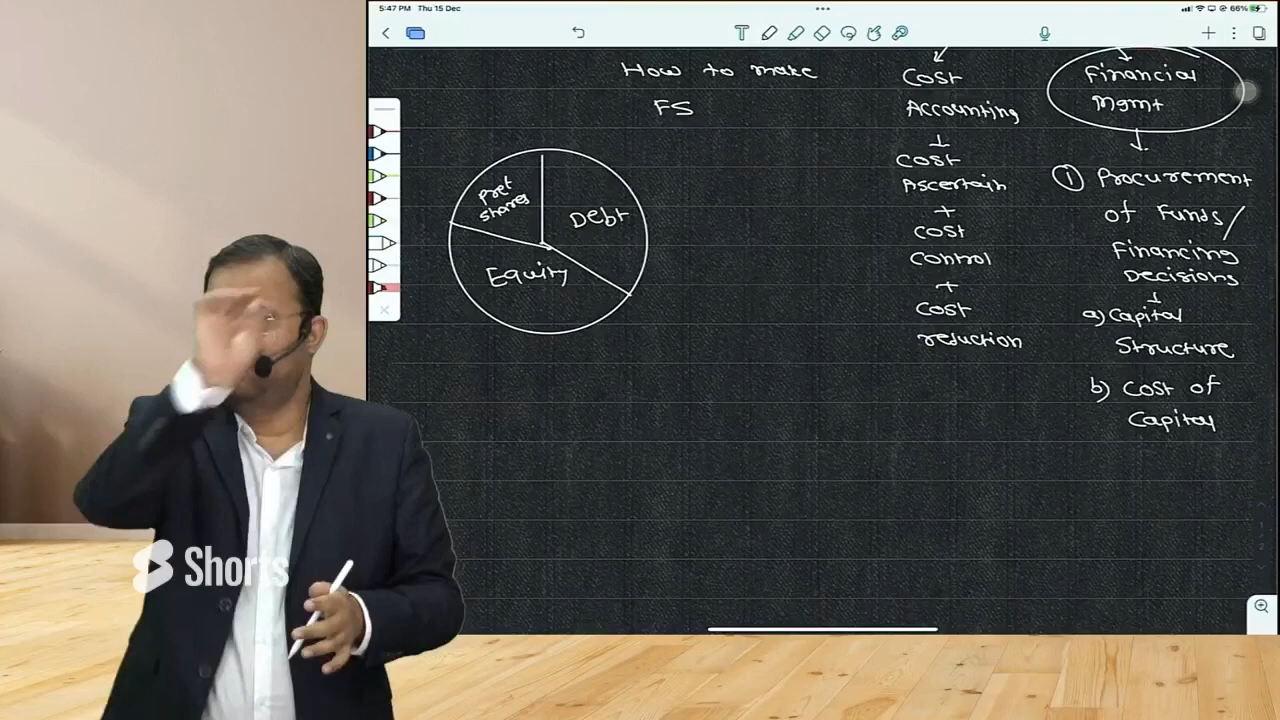 5:47 PM Thu 15 Dec
66%
T
How to make
FS
Pref
shares
Debt
Equity
Cost
Accounting
Cost
Ascertain
+
Cost
Control
+
Cost
reduction
Financial
Mgmt
① Procurement
of Funds/
Financing
Decisions
a) Capital
Structure
b) Cost of
Capital
Shorts